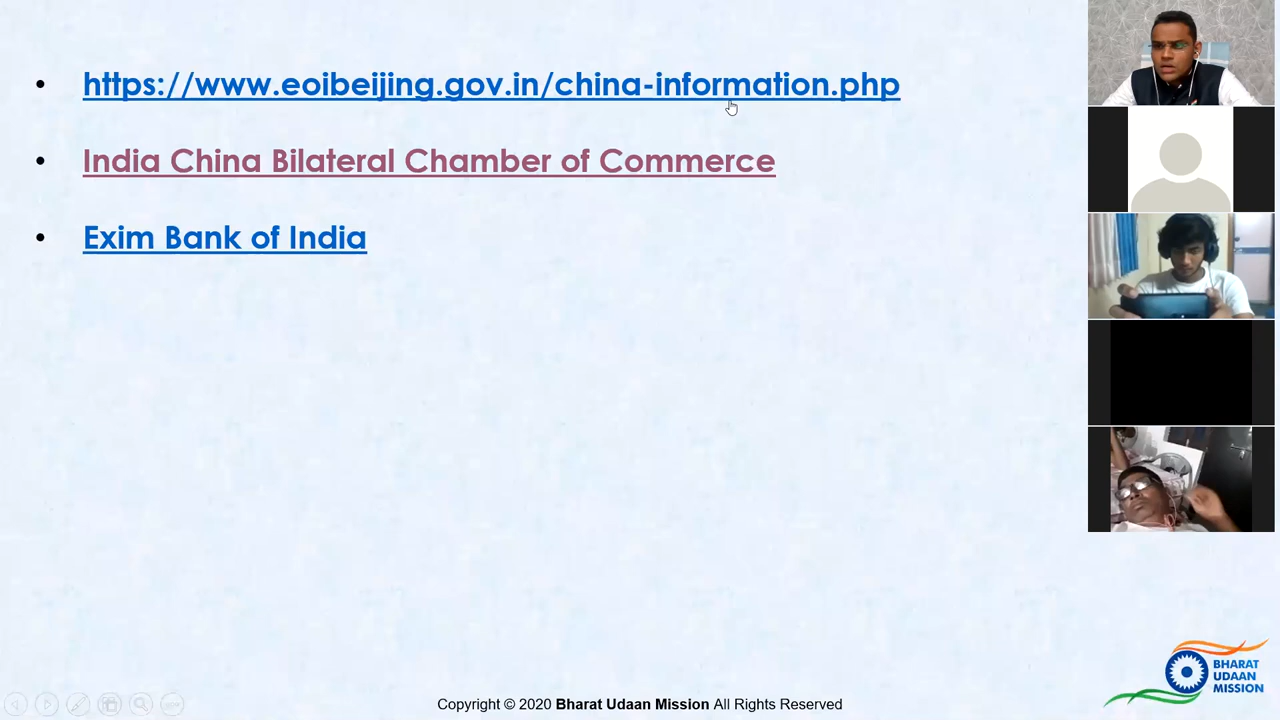 • https://www.eoibeijing.gov.in/china-information.php
• India China Bilateral Chamber of Commerce
• Exim Bank of India
BHARAT
UDAAN
MISSION
Copyright © 2020 Bharat Udaan Mission All Rights Reserved